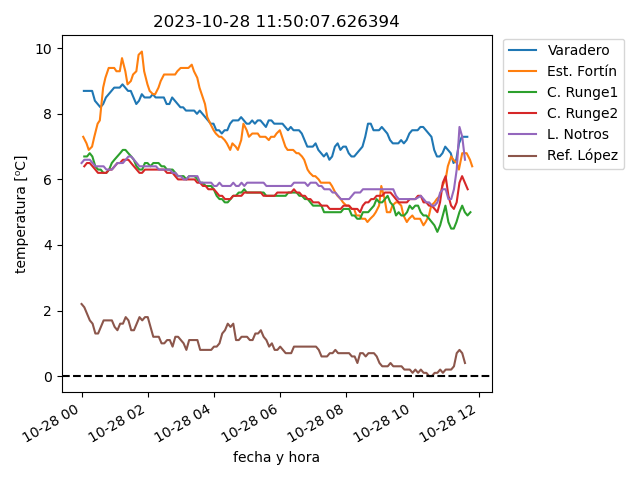 2023-10-28 11:50:07.626394
temperatura [ºC]
10
8
6
4
2
0
10-28 00
10-28 02
10-28 04
10-28 06
10-28 08
10-28 10
10-28 12
fecha y hora
Varadero
Est. Fortín
C. Runge1
C. Runge2
L. Notros
Ref. López